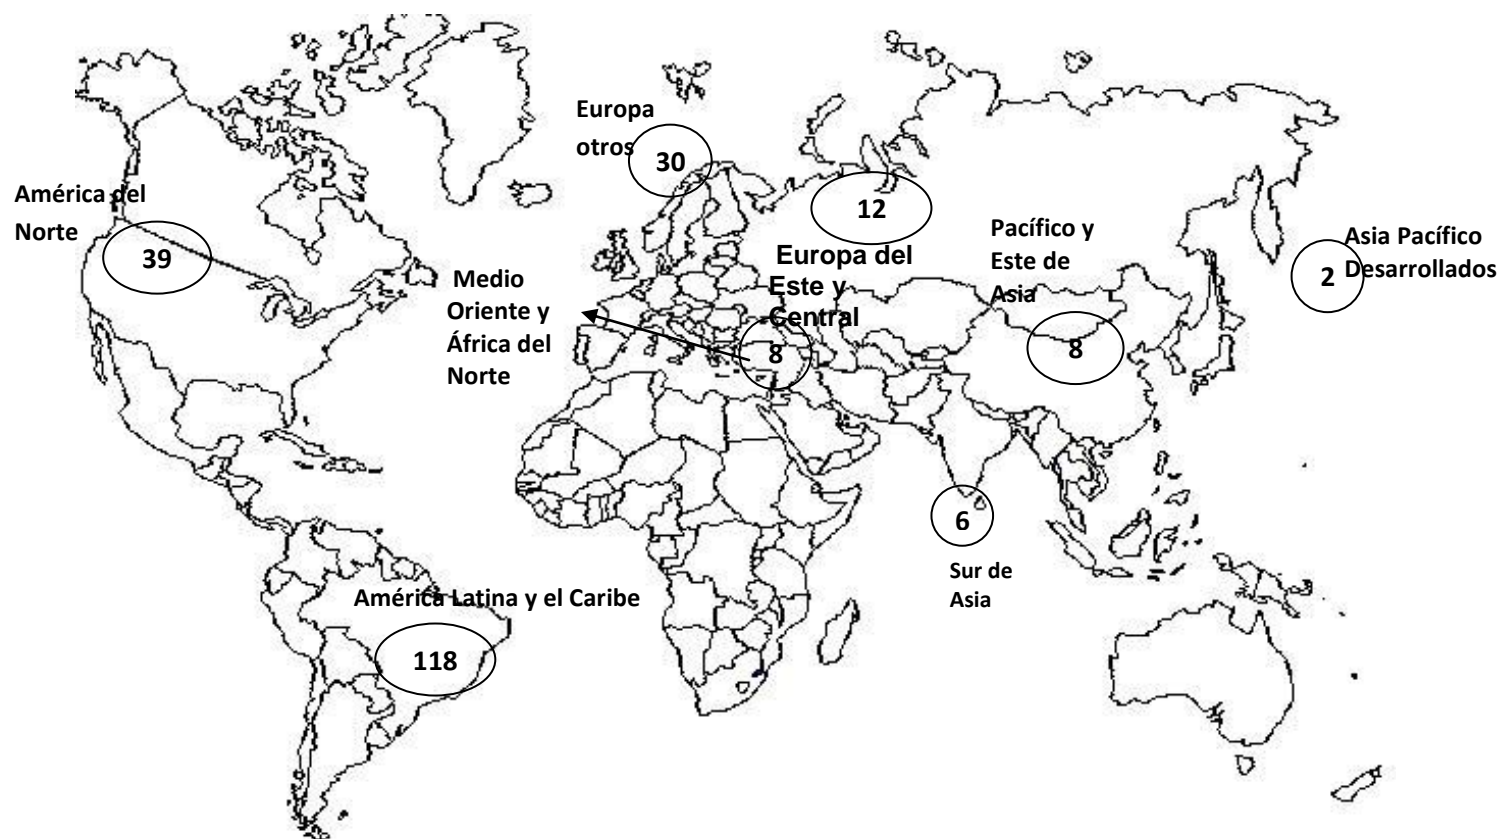 Europa
otros
30
América del
Norte
39
12
Europa del
Este y
Central
Pacífico y
Este de
Asia
8
Asia Pacífico
Desarrollados
2
Medio
Oriente y
África del
Norte
8
6
Sur de
Asia
América Latina y el Caribe
118